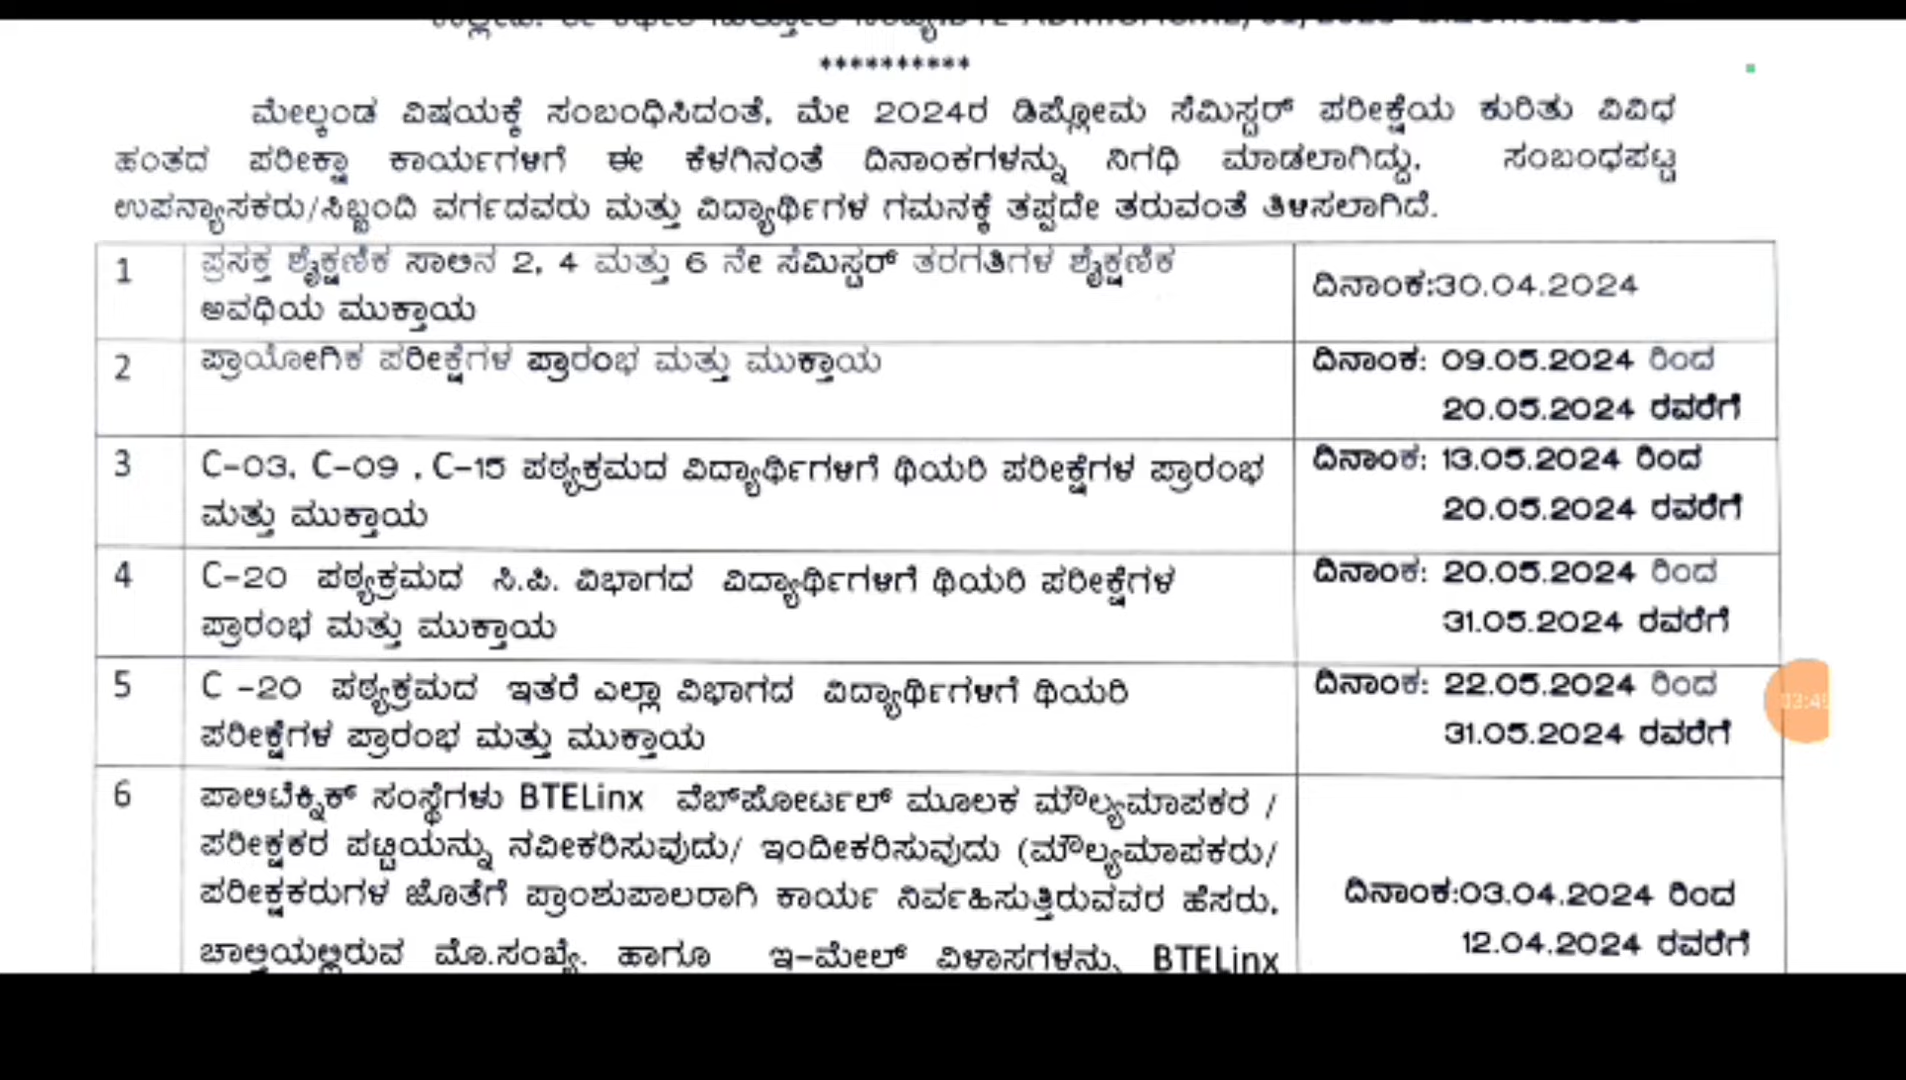 **********
ಮೇಲ್ಕಂಡ ವಿಷಯಕ್ಕೆ ಸಂಬಂಧಿಸಿದಂತೆ, ಮೇ 2024ರ ಡಿಪ್ಲೋಮ ಸೆಮಿಸ್ಟರ್ ಪರೀಕ್ಷೆಯ ಕುರಿತು ವಿವಿಧ
ಹಂತದ ಪರೀಕ್ಷಾ ಕಾರ್ಯಗಳಿಗೆ ಈ ಕೆಳಗಿನಂತೆ ದಿನಾಂಕಗಳನ್ನು ನಿಗಧಿ ಮಾಡಲಾಗಿದ್ದು, ಸಂಬಂಧಪಟ್ಟ
ಉಪನ್ಯಾಸಕರು/ಸಿಬ್ಬಂದಿ ವರ್ಗದವರು ಮತ್ತು ವಿದ್ಯಾರ್ಥಿಗಳ ಗಮನಕ್ಕೆ ತಪ್ಪದೇ ತರುವಂತೆ ತಿಳಿಸಲಾಗಿದೆ.
1 ಪ್ರಸಕ್ತ ಶೈಕ್ಷಣಿಕ ಸಾಲಿನ 2, 4 ಮತ್ತು 6 ನೇ ಸೆಮಿಸ್ಟರ್ ತರಗತಿಗಳ ಶೈಕ್ಷಣಿಕ
ಅವಧಿಯ ಮುಕ್ತಾಯ
ದಿನಾಂಕ:30.04.2024
2 ಪ್ರಾಯೋಗಿಕ ಪರೀಕ್ಷೆಗಳ ಪ್ರಾರಂಭ ಮತ್ತು ಮುಕ್ತಾಯ
ದಿನಾಂಕ: 09.05.2024 ರಿಂದ
20.05.2024 ರವರೆಗೆ
3 C-03, C-09 , C-15 ಪಠ್ಯಕ್ರಮದ ವಿದ್ಯಾರ್ಥಿಗಳಿಗೆ ಥಿಯರಿ ಪರೀಕ್ಷೆಗಳ ಪ್ರಾರಂಭ
ಮತ್ತು ಮುಕ್ತಾಯ
ದಿನಾಂಕ: 13.05.2024 ರಿಂದ
20.05.2024 ರವರೆಗೆ
4 C-20 ಪಠ್ಯಕ್ರಮದ ಸಿ.ಪಿ. ವಿಭಾಗದ ವಿದ್ಯಾರ್ಥಿಗಳಿಗೆ ಥಿಯರಿ ಪರೀಕ್ಷೆಗಳ
ಪ್ರಾರಂಭ ಮತ್ತು ಮುಕ್ತಾಯ
ದಿನಾಂಕ: 20.05.2024 ರಿಂದ
31.05.2024 ರವರೆಗೆ
5 C -20 ಪಠ್ಯಕ್ರಮದ ಇತರೆ ಎಲ್ಲಾ ವಿಭಾಗದ ವಿದ್ಯಾರ್ಥಿಗಳಿಗೆ ಥಿಯರಿ
ಪರೀಕ್ಷೆಗಳ ಪ್ರಾರಂಭ ಮತ್ತು ಮುಕ್ತಾಯ
ದಿನಾಂಕ: 22.05.2024 ರಿಂದ
31.05.2024 ರವರೆಗೆ
6 ಪಾಲಿಟೆಕ್ನಿಕ್ ಸಂಸ್ಥೆಗಳು BTELinx ವೆಬ್‌ಪೋರ್ಟಲ್ ಮೂಲಕ ಮೌಲ್ಯಮಾಪಕರ /
ಪರೀಕ್ಷಕರ ಪಟ್ಟಿಯನ್ನು ನವೀಕರಿಸುವುದು/ ಇಂದೀಕರಿಸುವುದು (ಮೌಲ್ಯಮಾಪಕರು/
ಪರೀಕ್ಷಕರುಗಳ ಜೊತೆಗೆ ಪ್ರಾಂಶುಪಾಲರಾಗಿ ಕಾರ್ಯ ನಿರ್ವಹಿಸುತ್ತಿರುವವರ ಹೆಸರು,
ಚಾಲ್ತಿಯಲ್ಲಿರುವ ಮೊ.ಸಂಖ್ಯೆ, ಹಾಗೂ ಇ-ಮೇಲ್ ವಿಳಾಸಗಳನ್ನು, BTELinx
ದಿನಾಂಕ:03.04.2024 ರಿಂದ
12.04.2024 ರವರೆಗೆ